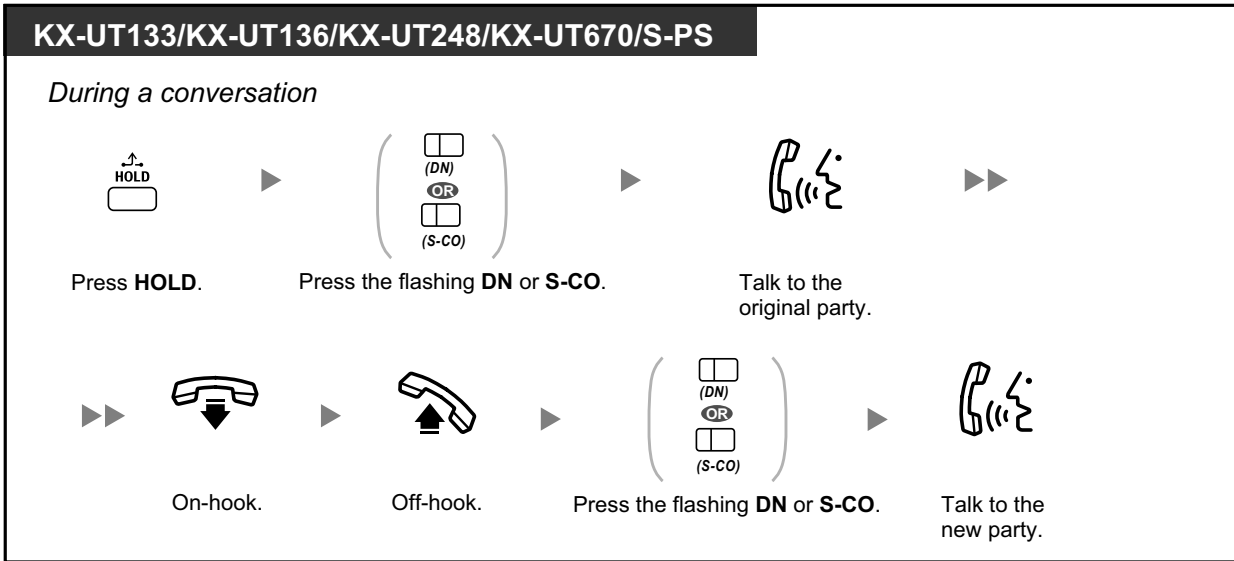 KX-UT133/KX-UT136/KX-UT248/KX-UT670/S-PS
During a conversation
HOLD
(DN)
OR
(S-CO)
Press HOLD.
Press the flashing DN or S-CO.
Talk to the
original party.
(DN)
OR
(S-CO)
On-hook.
Off-hook.
Press the flashing DN or S-CO.
Talk to the
new party.